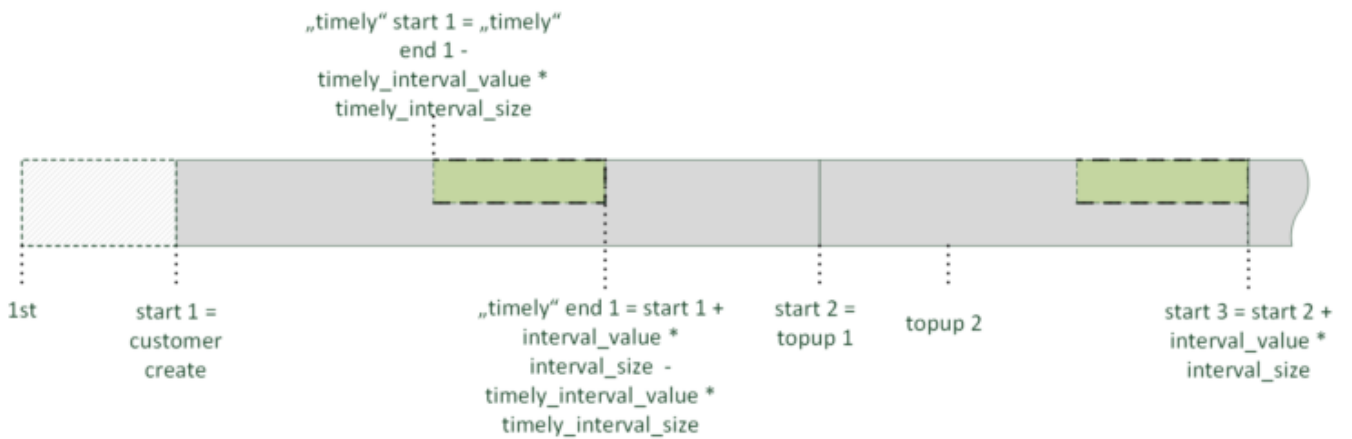 „timely“ start 1 = „timely“
end 1 -
timely_interval_value *
timely_interval_size
1st
start 1 =
customer
create
„timely“ end 1 = start 1 +
interval_value *
interval_size -
timely_interval_value *
timely_interval_size
start 2 =
topup 1
topup 2
start 3 = start 2 +
interval_value *
interval_size